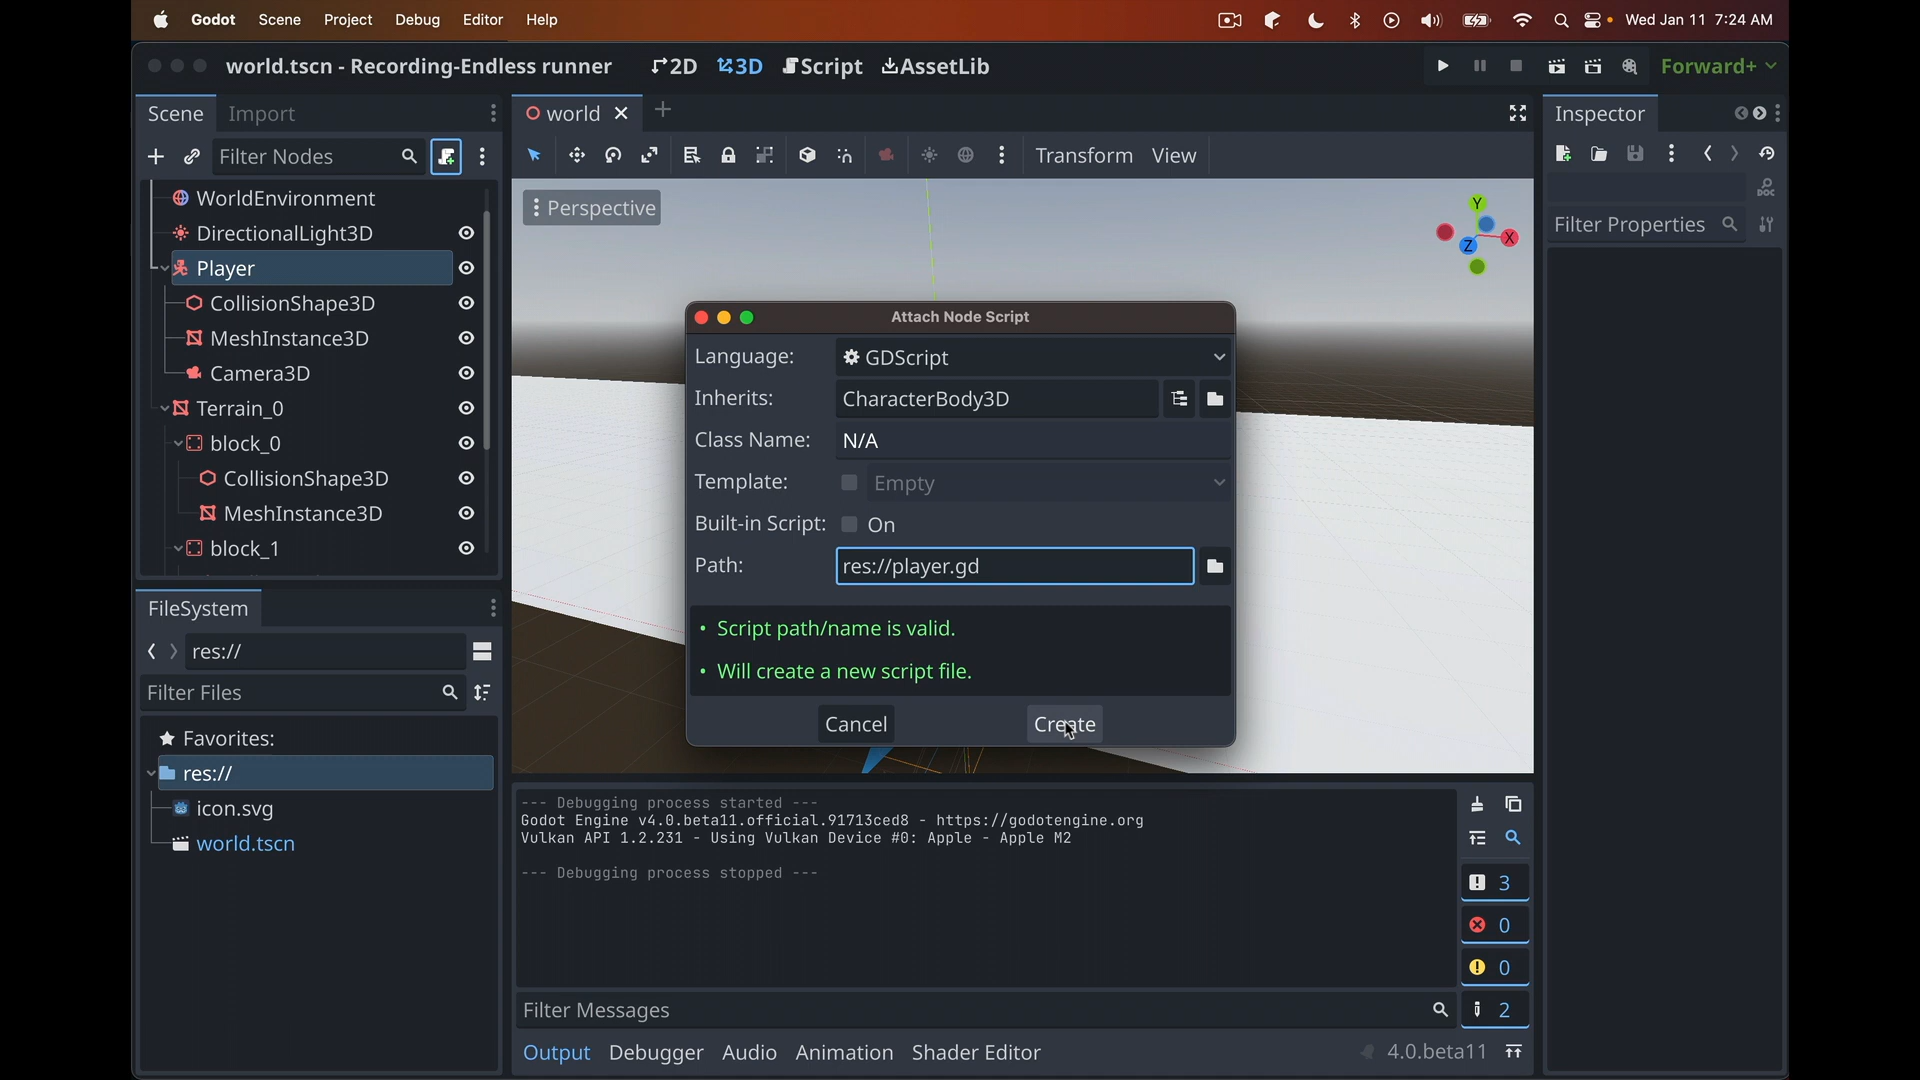 Godot Scene Project Debug Editor Help Wed Jan 11 7:24 AM
world.tscn - Recording-Endless runner 2D 3D Script AssetLib Forward+
Scene Import
Filter Nodes
WorldEnvironment
DirectionalLight3D
Player
CollisionShape3D
MeshInstance3D
Camera3D
Terrain_0
block_0
CollisionShape3D
MeshInstance3D
block_1
FileSystem
res://
Filter Files
Favorites:
res://
icon.svg
world.tscn
world
Transform View
Perspective
Y
X
Z
Attach Node Script
Language: GDScript
Inherits: CharacterBody3D
Class Name: N/A
Template: Empty
Built-in Script: On
Path: res://player.gd
• Script path/name is valid.
• Will create a new script file.
Cancel Create
--- Debugging process started ---
Godot Engine v4.0.beta11.official.91713ced8 - https://godotengine.org
Vulkan API 1.2.231 - Using Vulkan Device #0: Apple - Apple M2
--- Debugging process stopped ---
3
0
0
2
Filter Messages
Output Debugger Audio Animation Shader Editor 4.0.beta11
Inspector
DOC
Filter Properties